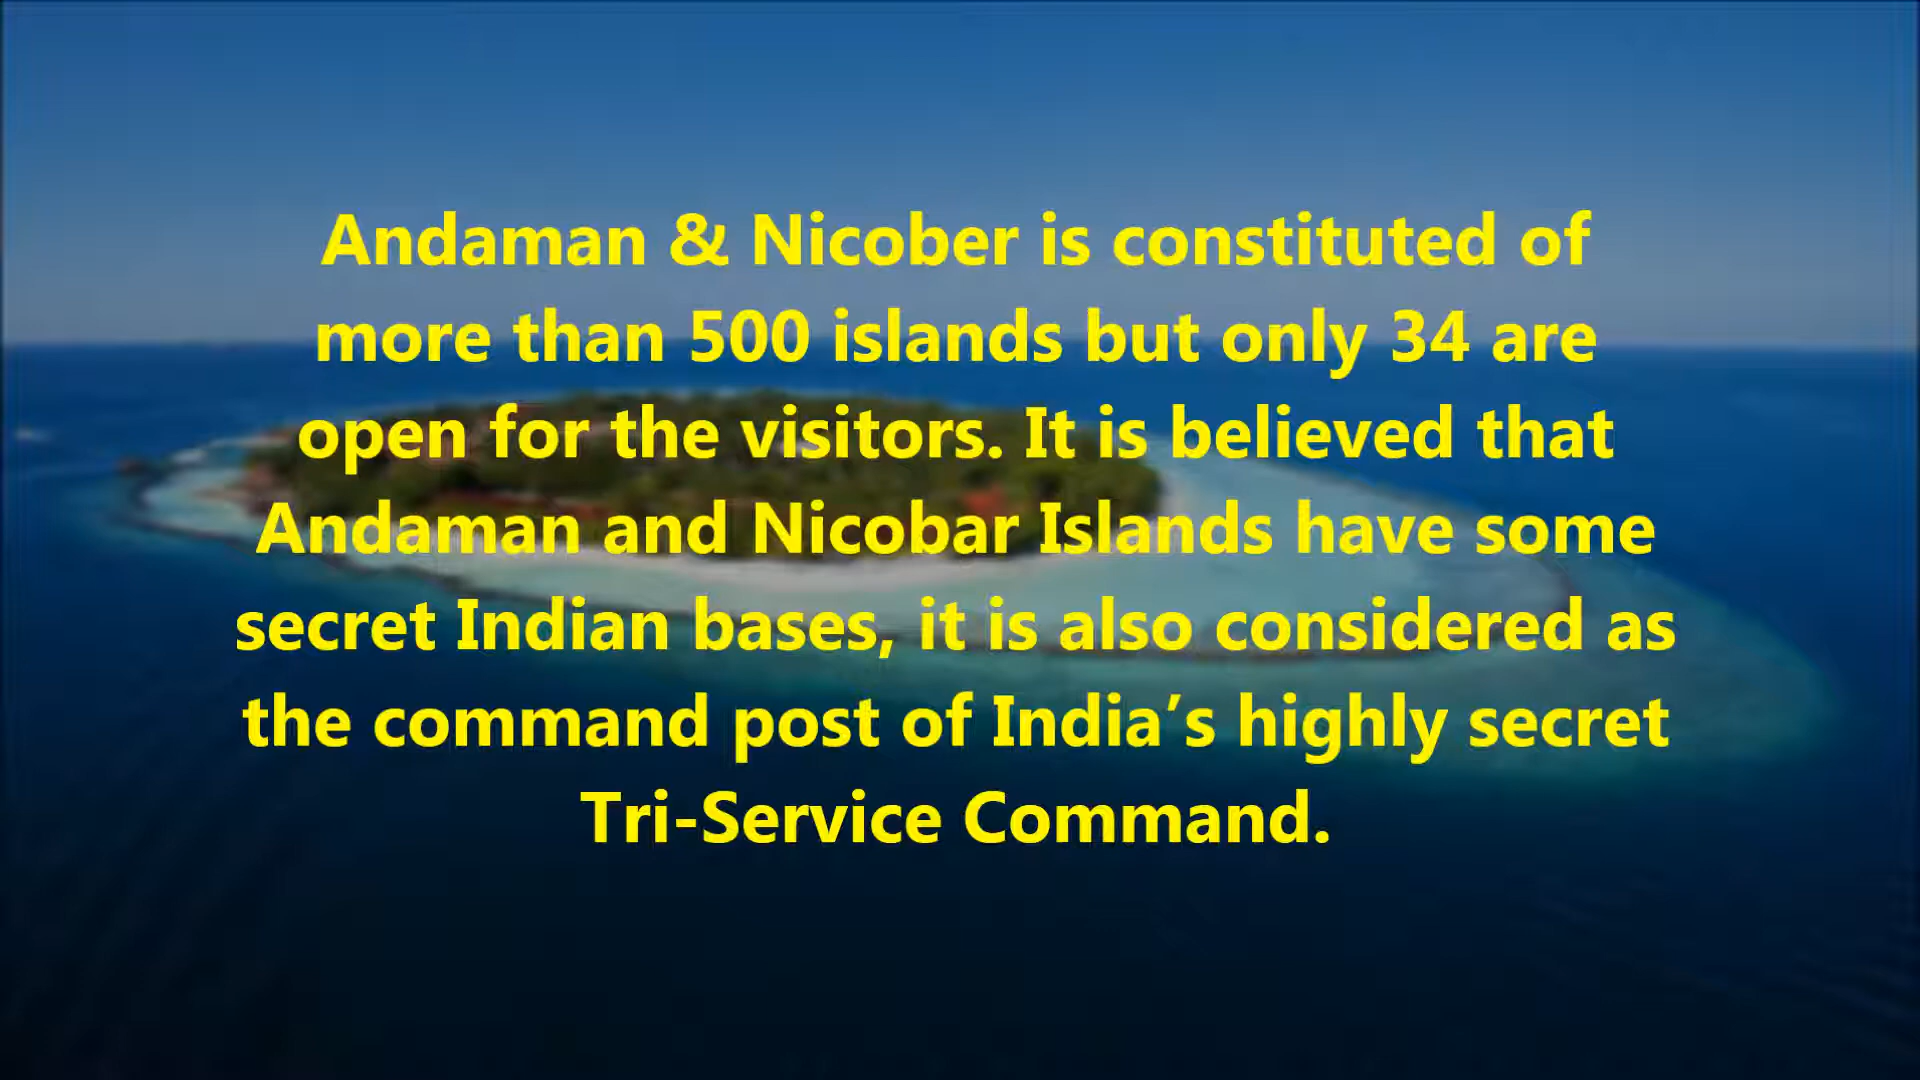 Andaman & Nicober is constituted of
more than 500 islands but only 34 are
open for the visitors. It is believed that
Andaman and Nicobar Islands have some
secret Indian bases, it is also considered as
the command post of India’s highly secret
Tri-Service Command.